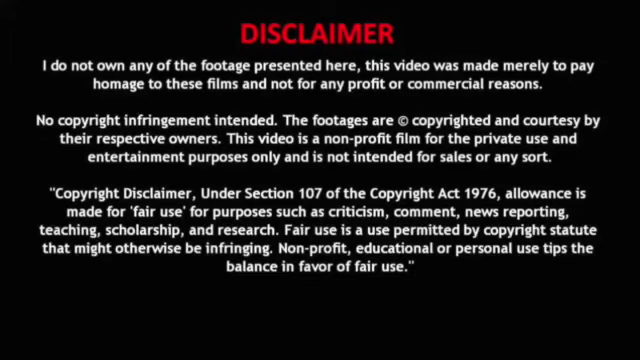 DISCLAIMER
I do not own any of the footage presented here, this video was made merely to pay
homage to these films and not for any profit or commercial reasons.
No copyright infringement intended. The footages are © copyrighted and courtesy by
their respective owners. This video is a non-profit film for the private use and
entertainment purposes only and is not intended for sales or any sort.
"Copyright Disclaimer, Under Section 107 of the Copyright Act 1976, allowance is
made for 'fair use' for purposes such as criticism, comment, news reporting,
teaching, scholarship, and research. Fair use is a use permitted by copyright statute
that might otherwise be infringing. Non-profit, educational or personal use tips the
balance in favor of fair use."